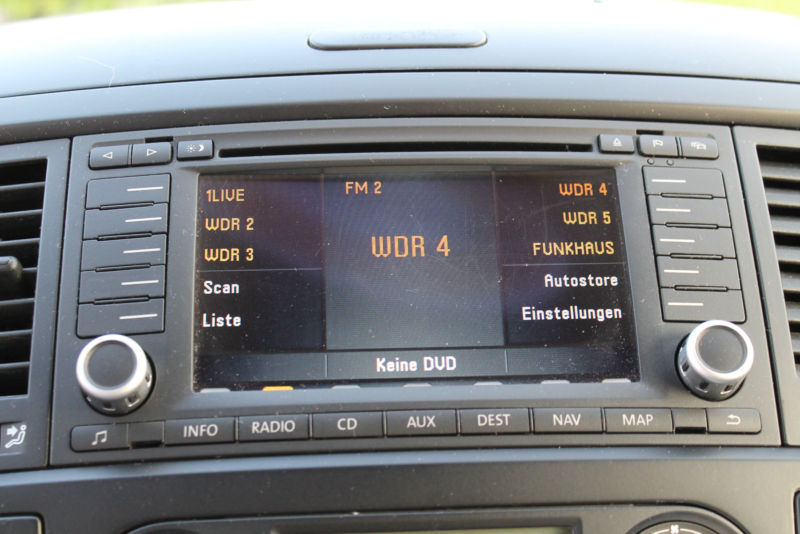 1LIVE
FM 2
WDR 4
WDR 2
WDR 5
WDR 3
WDR 4
FUNKHAUS
Scan
Autostore
Liste
Einstellungen
Keine DVD
INFO
RADIO
CD
AUX
DEST
NAV
MAP